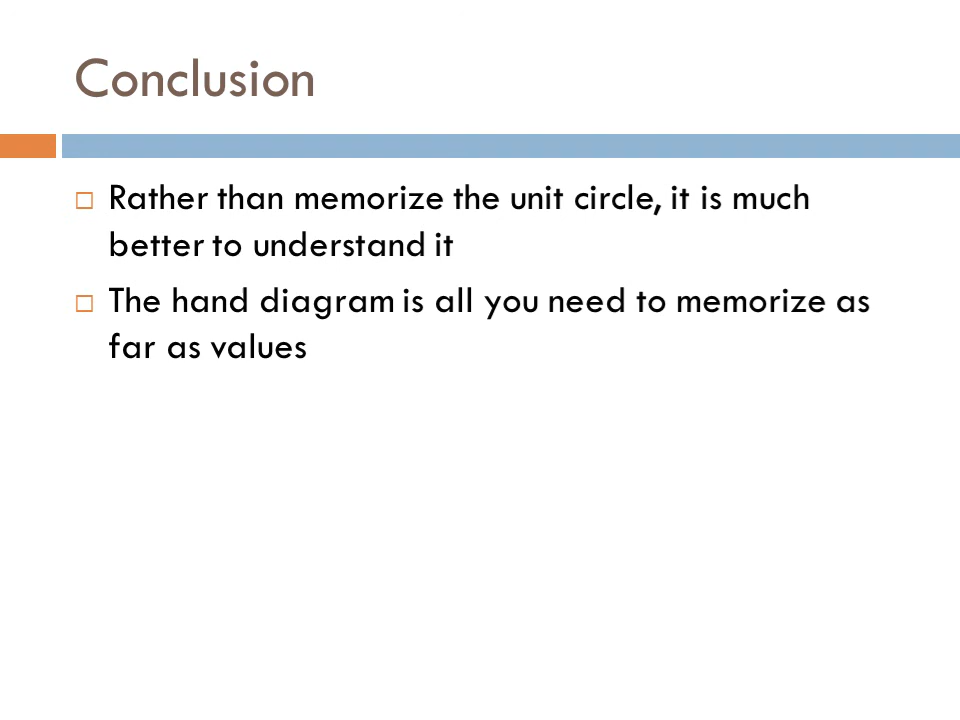 Conclusion
Rather than memorize the unit circle, it is much
better to understand it
The hand diagram is all you need to memorize as
far as values